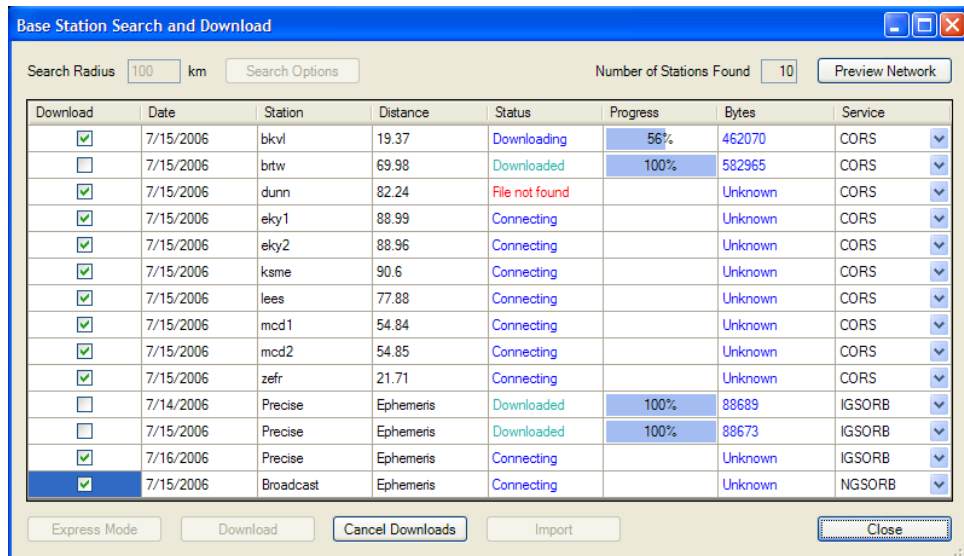 Base Station Search and Download
Search Radius 100 km Search Options Number of Stations Found 10 Preview Network
Download Date Station Distance Status Progress Bytes Service
7/15/2006 bkvl 19.37 Downloading 56% 462070 CORS
7/15/2006 brtw 69.98 Downloaded 100% 582965 CORS
7/15/2006 dunn 82.24 File not found Unknown CORS
7/15/2006 eky1 88.99 Connecting Unknown CORS
7/15/2006 eky2 88.96 Connecting Unknown CORS
7/15/2006 ksme 90.6 Connecting Unknown CORS
7/15/2006 lees 77.88 Connecting Unknown CORS
7/15/2006 mcd1 54.84 Connecting Unknown CORS
7/15/2006 mcd2 54.85 Connecting Unknown CORS
7/15/2006 zefr 21.71 Connecting Unknown CORS
7/14/2006 Precise Ephemeris Downloaded 100% 88689 IGSORB
7/15/2006 Precise Ephemeris Downloaded 100% 88673 IGSORB
7/16/2006 Precise Ephemeris Connecting Unknown IGSORB
7/15/2006 Broadcast Ephemeris Connecting Unknown NGSORB
Express Mode Download Cancel Downloads Import Close